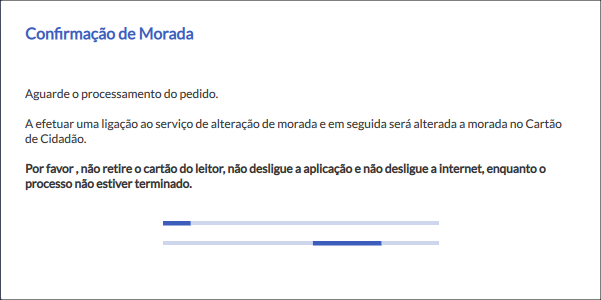 Confirmação de Morada
Aguarde o processamento do pedido.
A efetuar uma ligação ao serviço de alteração de morada e em seguida será alterada a morada no Cartão
de Cidadão.
Por favor , não retire o cartão do leitor, não desligue a aplicação e não desligue a internet, enquanto o
processo não estiver terminado.